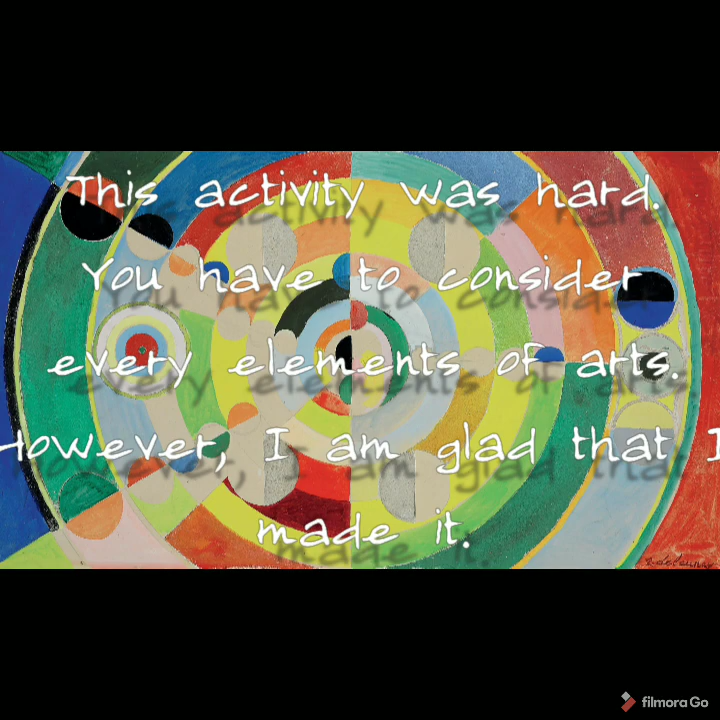 This activity was hard.
You have to consider
every elements of arts.
However, I am glad that I
made it.
filmora Go